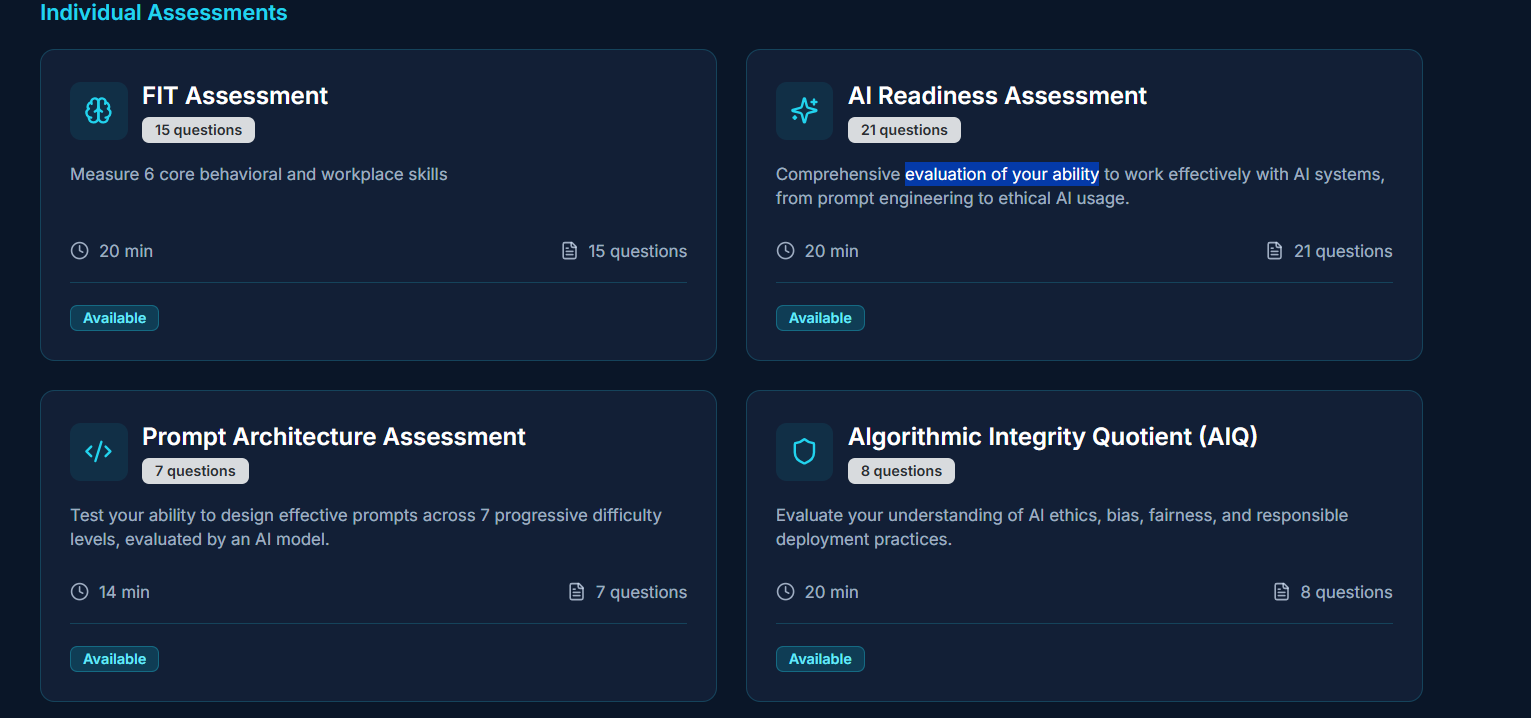 Individual Assessments
FIT Assessment
15 questions
Measure 6 core behavioral and workplace skills
20 min
15 questions
Available
AI Readiness Assessment
21 questions
Comprehensive evaluation of your ability to work effectively with AI systems,
from prompt engineering to ethical AI usage.
20 min
21 questions
Available
Prompt Architecture Assessment
7 questions
Test your ability to design effective prompts across 7 progressive difficulty
levels, evaluated by an AI model.
14 min
7 questions
Available
Algorithmic Integrity Quotient (AIQ)
8 questions
Evaluate your understanding of AI ethics, bias, fairness, and responsible
deployment practices.
20 min
8 questions
Available